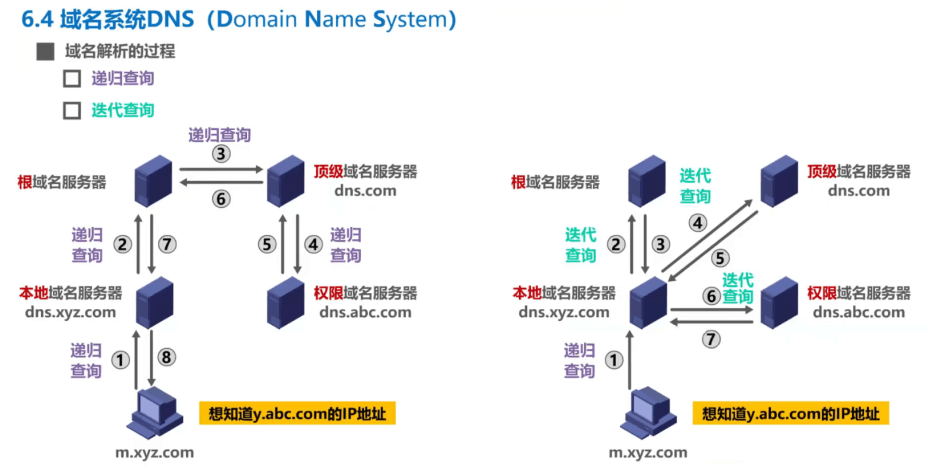 6.4 域名系统DNS（Domain Name System）
域名解析的过程
递归查询
迭代查询
递归查询
③
⑥
根域名服务器
顶级域名服务器
dns.com
递归
查询
②
⑦
⑤
④
递归
查询
本地域名服务器
dns.xyz.com
权限域名服务器
dns.abc.com
递归
查询
①
⑧
想知道y.abc.com的IP地址
m.xyz.com
根域名服务器
迭代
查询
顶级域名服务器
dns.com
④
⑤
迭代
查询
②
③
本地域名服务器
dns.xyz.com
迭代
查询
⑥
⑦
权限域名服务器
dns.abc.com
递归
查询
①
想知道y.abc.com的IP地址
m.xyz.com